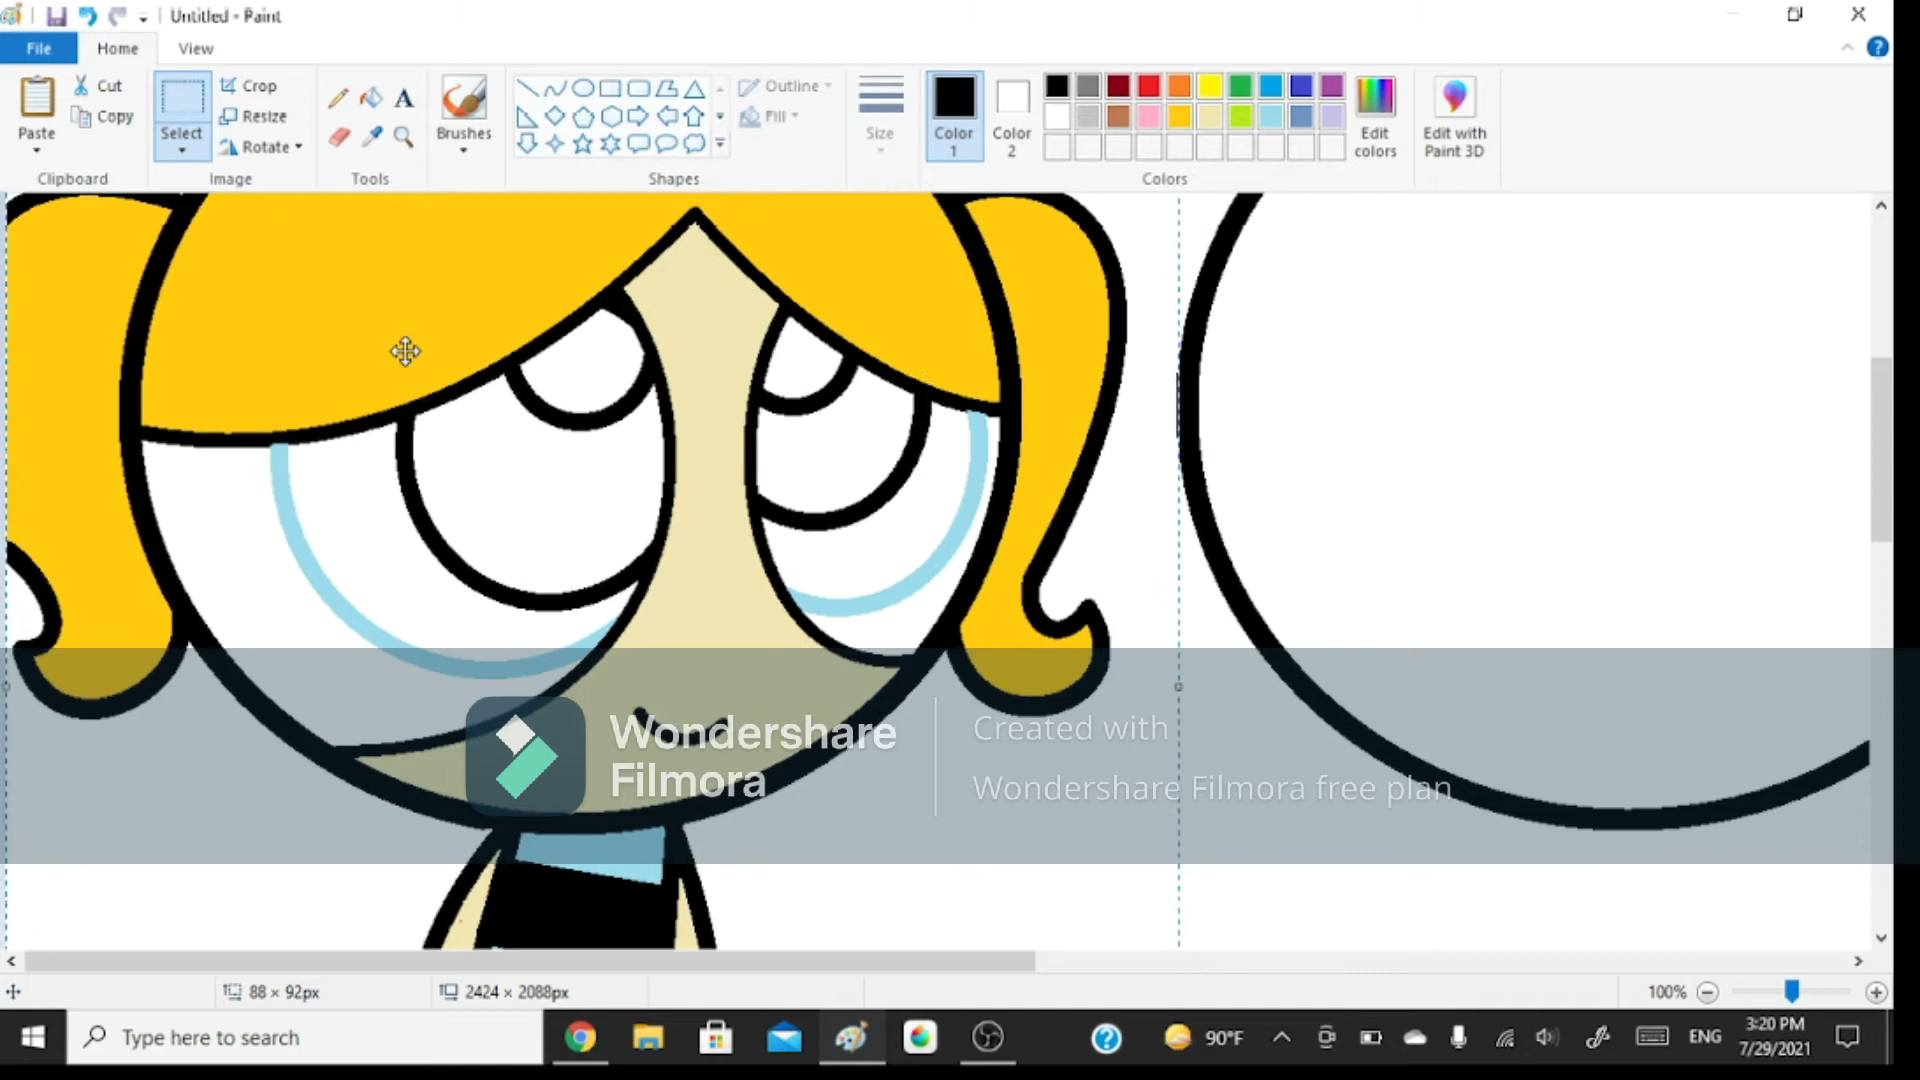 Untitled - Paint
File Home View
Paste
Cut
Copy
Clipboard
Select
Crop
Resize
Rotate
Image
A
Tools
Brushes
Shapes
Outline
Fill
Size
Color 1
Color 2
Edit colors
Colors
Edit with Paint 3D
Wondershare
Filmora
Created with
Wondershare Filmora free plan
88 × 92px
2424 × 2088px
100%
Type here to search
90°F
ENG
3:20 PM
7/29/2021